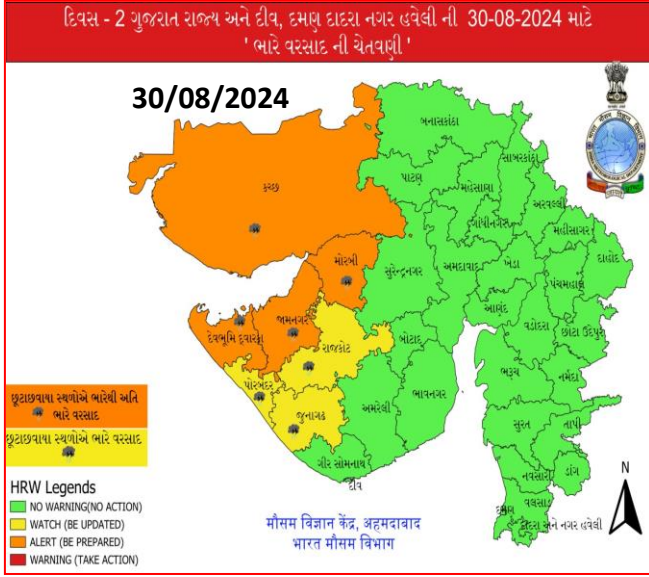 દિવસ - 2 ગુજરાત રાજ્ય અને દીવ, દમણ દાદરા નગર હવેલી ની 30-08-2024 માટે
' ભારે વરસાદ ની ચેતવણી '
30/08/2024
બનાસકાંઠા
સાબરકાંઠા
પાટણ
મહેસાણા
અરવલ્લી
કચ્છ
ગાંધીનગર
મહીસાગર
મોરબી
સુરેન્દ્રનગર
અમદાવાદ
ખેડા
દાહોદ
પંચમહાલ
આણંદ
જામનગર
દેવભૂમિ દ્વારકા
રાજકોટ
બોટાદ
વડોદરા
છોટા ઉદેપુર
પોરબંદર
જુનાગઢ
અમરેલી
ભાવનગર
ભરૂચ
નર્મદા
ગીર સોમનાથ
દીવ
સુરત
તાપી
નવસારી
ડાંગ
વલસાડ
દમણ
દાદરા અને નગર હવેલી
છૂટાછવાયા સ્થળોએ ભારેથી અતિ
ભારે વરસાદ
છૂટાછવાયા સ્થળોએ ભારે વરસાદ
HRW Legends
NO WARNING(NO ACTION)
WATCH (BE UPDATED)
ALERT (BE PREPARED)
WARNING (TAKE ACTION)
मौसम विज्ञान केंद्र, अहमदाबाद
भारत मौसम विभाग
N